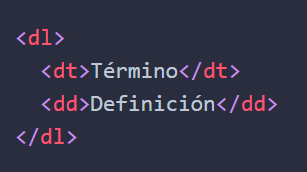 <dl>
  <dt>Término</dt>
  <dd>Definición</dd>
</dl>